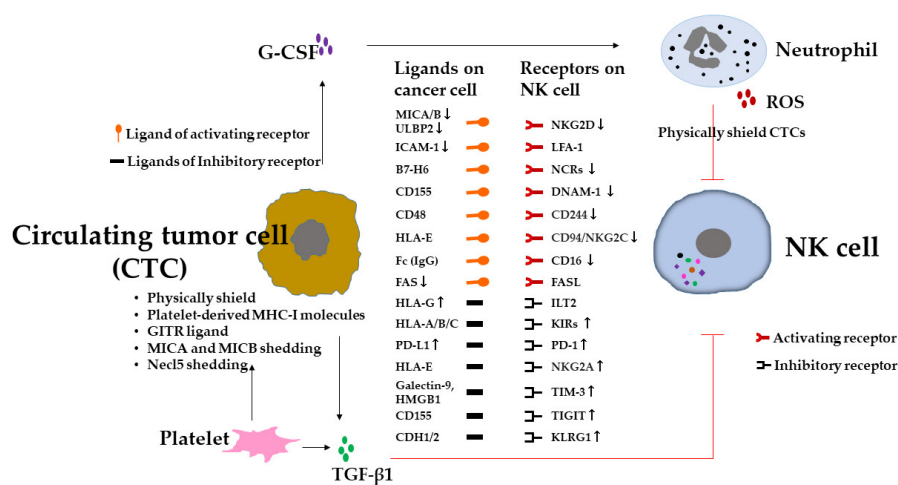 G-CSF
Neutrophil
ROS
Physically shield CTCs
Ligand of activating receptor
Ligands of Inhibitory receptor
Ligands on
cancer cell
Receptors on
NK cell
MICA/B ↓
ULBP2 ↓
NKG2D ↓
ICAM-1 ↓
LFA-1
B7-H6
NCRs ↓
CD155
DNAM-1 ↓
CD48
CD244 ↓
HLA-E
CD94/NKG2C ↓
Fc (IgG)
CD16 ↓
FAS ↓
FASL
HLA-G ↑
ILT2
HLA-A/B/C
KIRs ↑
PD-L1 ↑
PD-1 ↑
HLA-E
NKG2A ↑
Galectin-9,
HMGB1
TIM-3 ↑
CD155
TIGIT ↑
CDH1/2
KLRG1 ↑
Circulating tumor cell
(CTC)
• Physically shield
• Platelet-derived MHC-I molecules
• GITR ligand
• MICA and MICB shedding
• Necl5 shedding
NK cell
Activating receptor
Inhibitory receptor
Platelet
TGF-β1